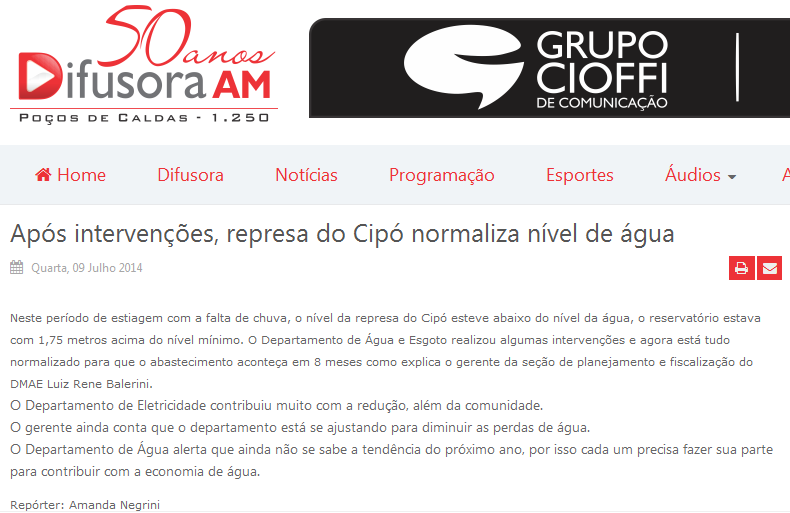 50 anos
Difusora AM
POÇOS DE CALDAS - 1.250
GRUPO
CIOFFI
DE COMUNICAÇÃO
Home Difusora Notícias Programação Esportes Áudios A
Após intervenções, represa do Cipó normaliza nível de água
Quarta, 09 Julho 2014
Neste período de estiagem com a falta de chuva, o nível da represa do Cipó esteve abaixo do nível da água, o reservatório estava
com 1,75 metros acima do nível mínimo. O Departamento de Água e Esgoto realizou algumas intervenções e agora está tudo
normalizado para que o abastecimento aconteça em 8 meses como explica o gerente da seção de planejamento e fiscalização do
DMAE Luiz Rene Balerini.
O Departamento de Eletricidade contribuiu muito com a redução, além da comunidade.
O gerente ainda conta que o departamento está se ajustando para diminuir as perdas de água.
O Departamento de Água alerta que ainda não se sabe a tendência do próximo ano, por isso cada um precisa fazer sua parte
para contribuir com a economia de água.
Repórter: Amanda Negrini